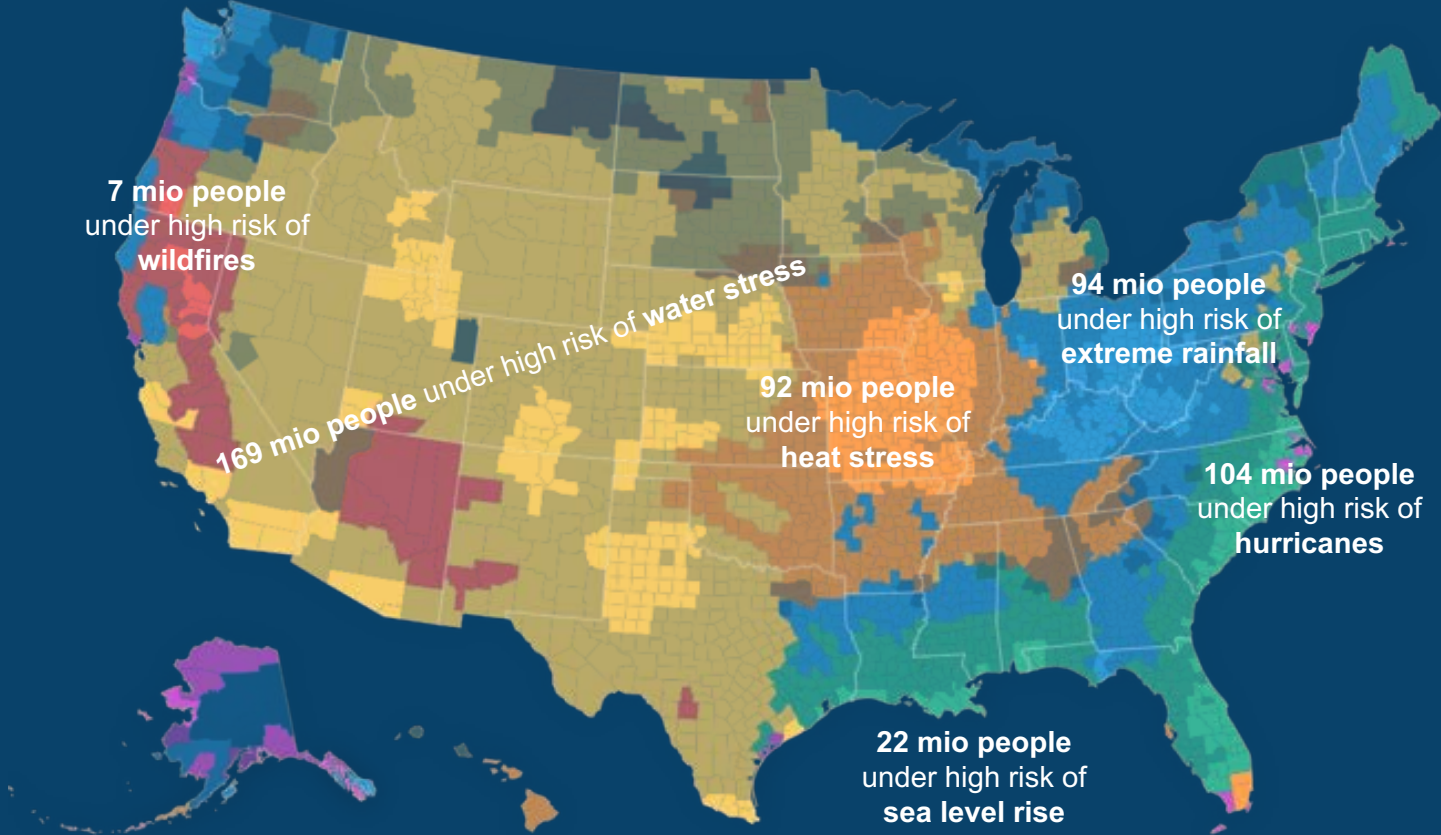 7 mio people
under high risk of
wildfires
169 mio people under high risk of water stress
94 mio people
under high risk of
extreme rainfall
92 mio people
under high risk of
heat stress
104 mio people
under high risk of
hurricanes
22 mio people
under high risk of
sea level rise